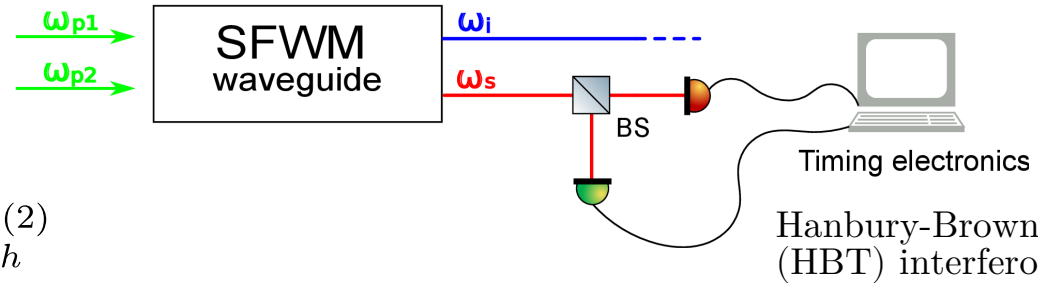 ωp1
ωp2
SFWM
waveguide
ωi
ωs
BS
Timing electronics
(2)
h
Hanbury-Brown
(HBT) interfero